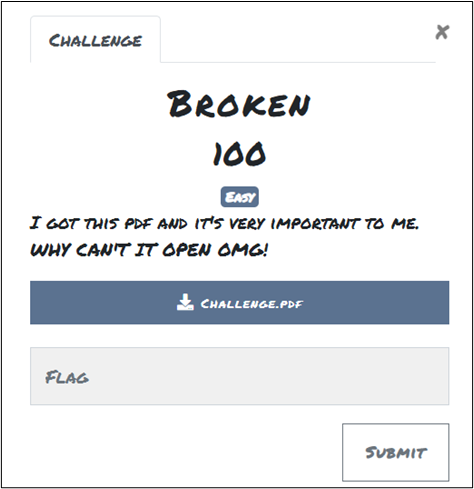 Challenge
×
Broken
100
Easy
I got this pdf and it's very important to me.
WHY CAN'T IT OPEN OMG!
Challenge.pdf
Flag
Submit